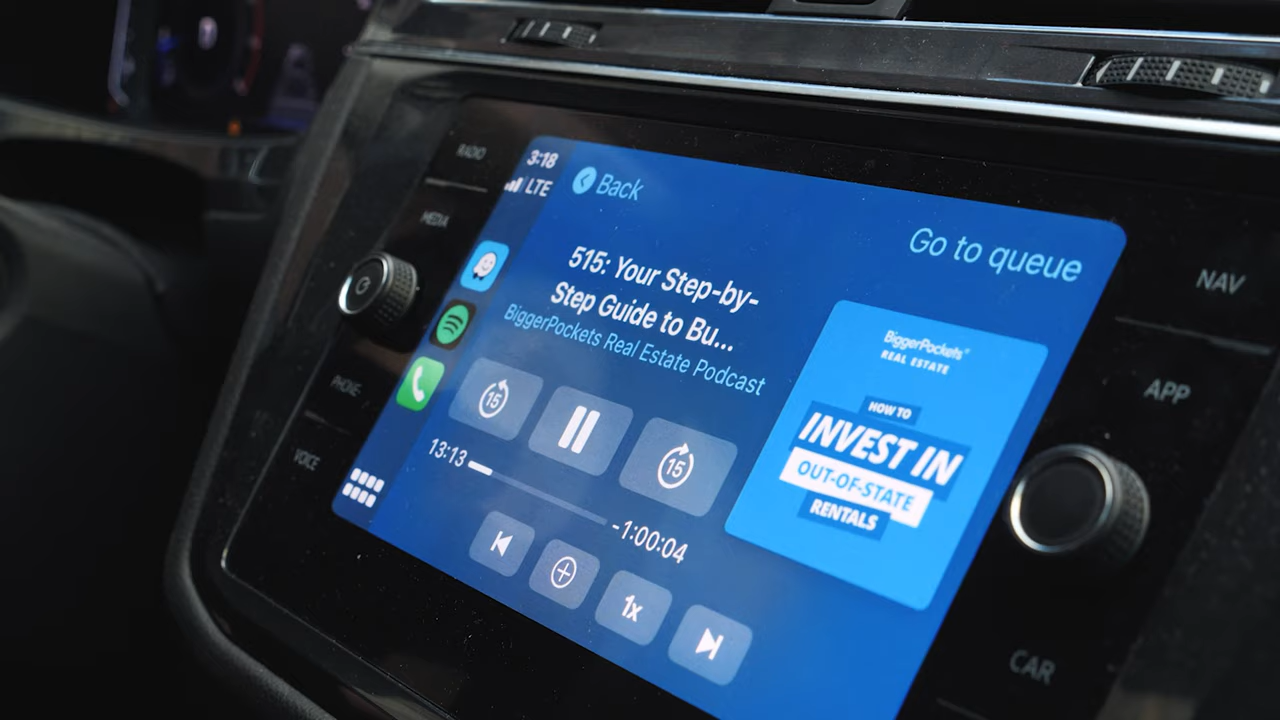 RADIO
MEDIA
PHONE
VOICE
3:18
LTE
Back
Go to queue
515: Your Step-by-
Step Guide to Bu...
BiggerPockets Real Estate Podcast
15
15
13:13
-1:00:04
1x
BiggerPockets®
REAL ESTATE
HOW TO
INVEST IN
OUT-OF-STATE
RENTALS
NAV
APP
CAR